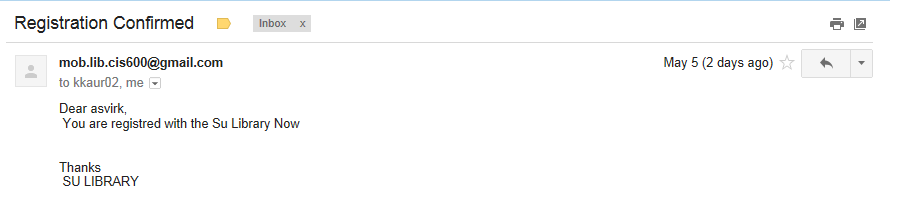 Registration Confirmed
Inbox x
mob.lib.cis600@gmail.com May 5 (2 days ago)
to kkaur02, me
Dear asvirk,
You are registred with the Su Library Now
Thanks
SU LIBRARY